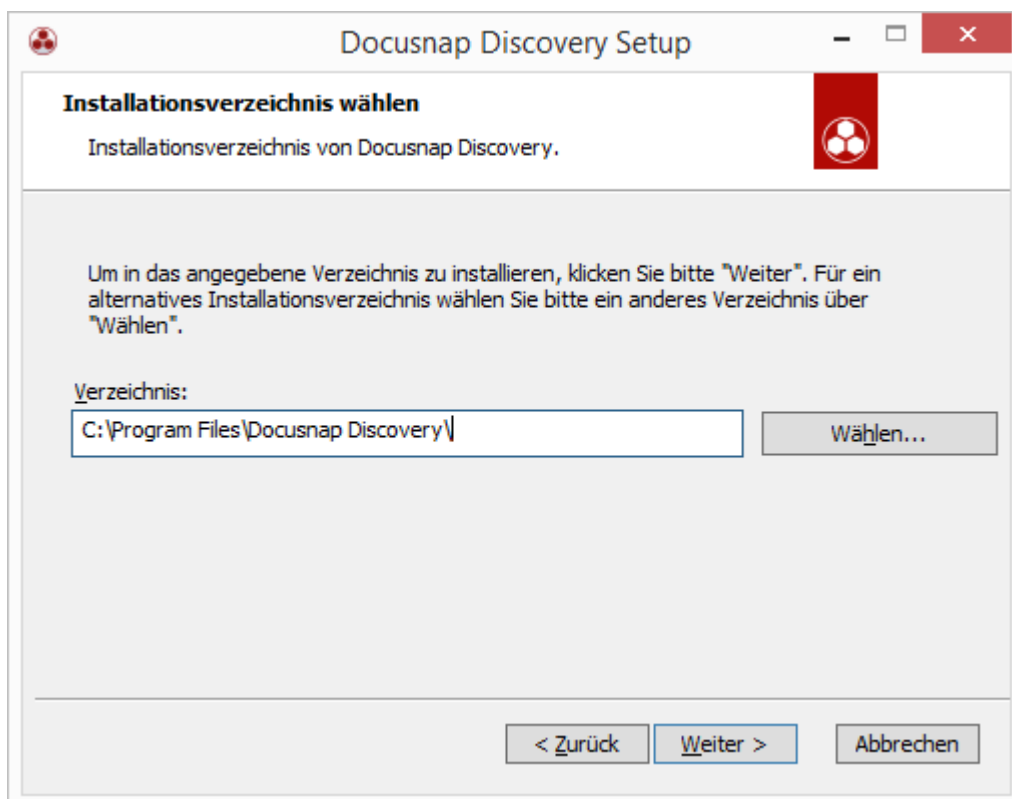 Docusnap Discovery Setup
Installationsverzeichnis wählen
Installationsverzeichnis von Docusnap Discovery.
Um in das angegebene Verzeichnis zu installieren, klicken Sie bitte "Weiter". Für ein
alternatives Installationsverzeichnis wählen Sie bitte ein anderes Verzeichnis über
"Wählen".
Verzeichnis:
C:\Program Files\Docusnap Discovery\
Wählen...
< Zurück
Weiter >
Abbrechen